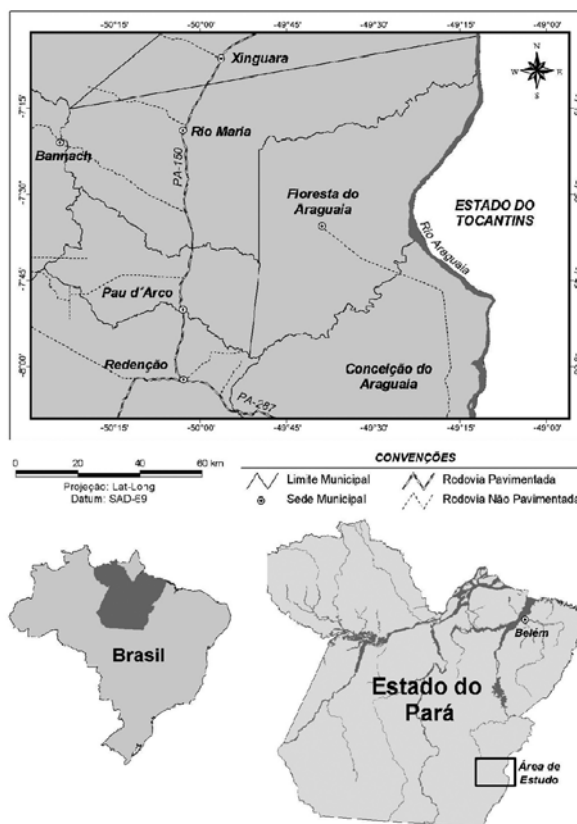 -50°15' -50°00' -49°45' -49°30' -49°15' -49°00'
N
W
S
Xinguara
-7°15'
Rio Maria
Bannach
PA-150
-7°30'
Floresta do
Araguaia
ESTADO DO
TOCANTINS
Rio Araguaia
-7°45'
Pau d'Arco
-8°00'
Redenção
Conceição do
Araguaia
PA-287
-50°15' -50°00' -49°45' -49°30' -49°15' -49°00'
0 20 40 60 km
Projeção: Lat-Long
Datum: SAD-69
CONVENÇÕES
Limite Municipal
Rodovia Pavimentada
Sede Municipal
Rodovia Não Pavimentada
Brasil
Belém
Estado do
Pará
Área de
Estudo